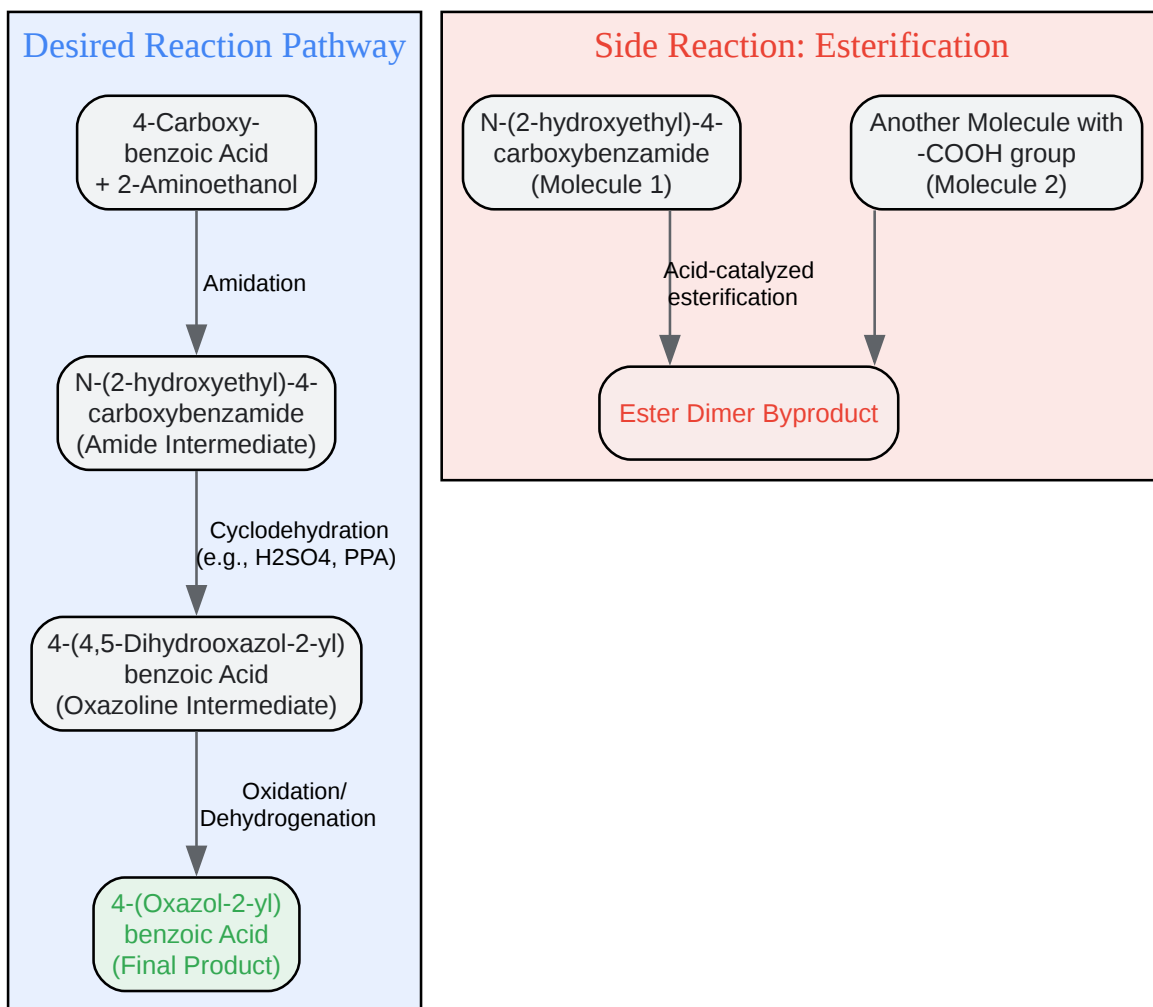 Desired Reaction Pathway
4-Carboxy-
benzoic Acid
+ 2-Aminoethanol
Amidation
N-(2-hydroxyethyl)-4-
carboxybenzamide
(Amide Intermediate)
Cyclodehydration
(e.g., H2SO4, PPA)
4-(4,5-Dihydrooxazol-2-yl)
benzoic Acid
(Oxazoline Intermediate)
Oxidation/
Dehydrogenation
4-(Oxazol-2-yl)
benzoic Acid
(Final Product)
Side Reaction: Esterification
N-(2-hydroxyethyl)-4-
carboxybenzamide
(Molecule 1)
Another Molecule with
-COOH group
(Molecule 2)
Acid-catalyzed
esterification
Ester Dimer Byproduct